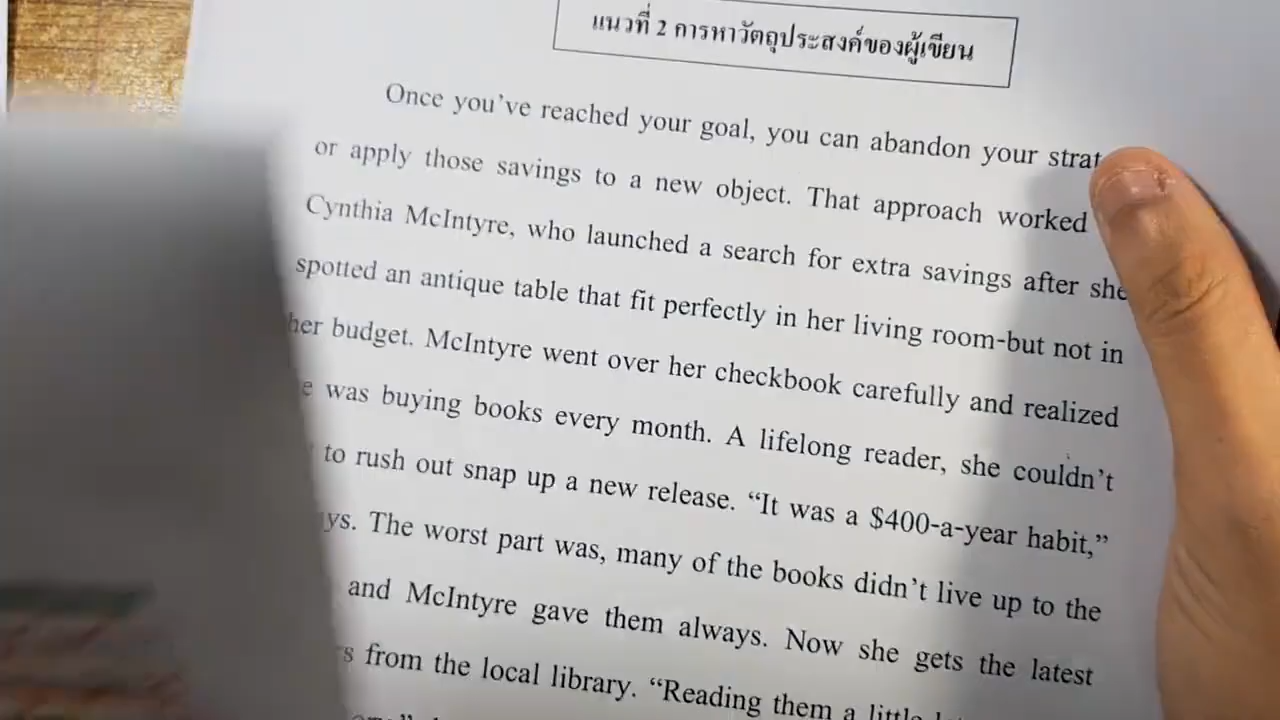 แนวที่ 2 การหาวัตถุประสงค์ของผู้เขียน
Once you've reached your goal, you can abandon your
or apply those savings to a new object. That approach worked
Cynthia McIntyre, who launched a search for extra savings after she
spotted an antique table that fit perfectly in her living room-but not in
her budget. McIntyre went over her checkbook carefully and realized
was buying books every month. A lifelong reader, she couldn't
to rush out snap up a new release. “It was a $400-a-year habit,”
The worst part was, many of the books didn't live up to the
and McIntyre gave them always. Now she gets the latest
from the local library. “Reading them a little